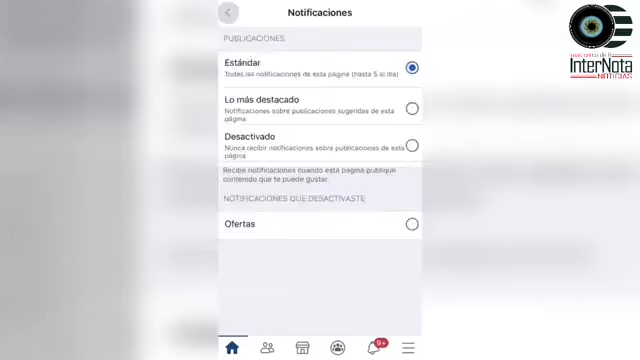 Notificaciones
PUBLICACIONES
Estándar
Todas las notificaciones de esta página (hasta 5 al día)
Lo más destacado
Notificaciones sobre publicaciones sugeridas de esta
página
Desactivado
Nunca recibir notificaciones sobre publicaciones de esta
página
Recibe notificaciones cuando esta página publique
contenido que te puede gustar.
NOTIFICACIONES QUE DESACTIVASTE
Ofertas
9+
InterNota
NOTICIAS